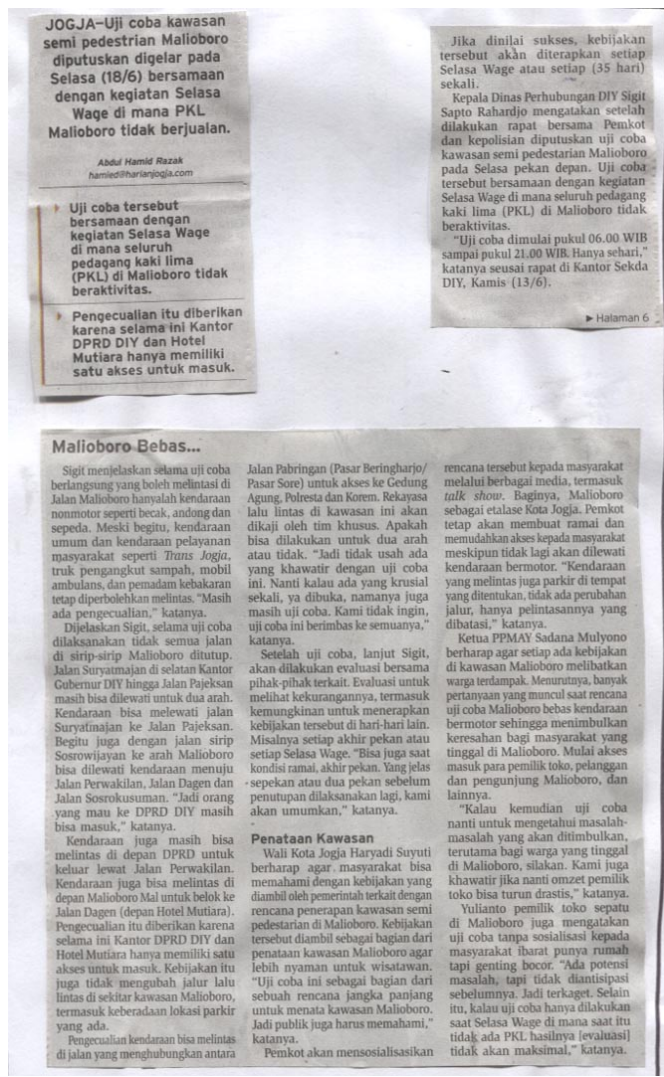 JOGJA–Uji coba kawasan
semi pedestrian Malioboro
diputuskan digelar pada
Selasa (18/6) bersamaan
dengan kegiatan Selasa
Wage di mana PKL
Malioboro tidak berjualan.
Abdul Hamid Razak
hamied@harianjogja.com
Uji coba tersebut
bersamaan dengan
kegiatan Selasa Wage
di mana seluruh
pedagang kaki lima
(PKL) di Malioboro tidak
beraktivitas.
Pengecualian itu diberikan
karena selama ini Kantor
DPRD DIY dan Hotel
Mutiara hanya memiliki
satu akses untuk masuk.
Jika dinilai sukses, kebijakan
tersebut akan diterapkan setiap
Selasa Wage atau setiap (35 hari)
sekali.
Kepala Dinas Perhubungan DIY Sigit
Sapto Rahardjo mengatakan setelah
dilakukan rapat bersama Pemkot
dan kepolisian diputuskan uji coba
kawasan semi pedestarian Malioboro
pada Selasa pekan depan. Uji coba
tersebut bersamaan dengan kegiatan
Selasa Wage di mana seluruh pedagang
kaki lima (PKL) di Malioboro tidak
beraktivitas.
"Uji coba dimulai pukul 06.00 WIB
sampai pukul 21.00 WIB. Hanya sehari,"
katanya seusai rapat di Kantor Sekda
DIY, Kamis (13/6).
▶ Halaman 6
Malioboro Bebas...
Sigit menjelaskan selama uji coba
berlangsung yang boleh melintasi di
Jalan Malioboro hanyalah kendaraan
nonmotor seperti becak, andong dan
sepeda. Meski begitu, kendaraan
umum dan kendaraan pelayanan
masyarakat seperti Trans Jogja,
truk pengangkut sampah, mobil
ambulans, dan pemadam kebakaran
tetap diperbolehkan melintas. "Masih
ada pengecualian," katanya.
Dijelaskan Sigit, selama uji coba
dilaksanakan tidak semua jalan
di sirip-sirip Malioboro ditutup.
Jalan Suryatmajan di selatan Kantor
Gubernur DIY hingga Jalan Pajeksan
masih bisa dilewati untuk dua arah.
Kendaraan bisa melewati jalan
Suryatinajan ke Jalan Pajeksan.
Begitu juga dengan jalan sirip
Sosrowijayan ke arah Malioboro
bisa dilewati kendaraan menuju
Jalan Perwakilan, Jalan Dagen dan
Jalan Sosrokusuman. "Jadi orang
yang mau ke DPRD DIY masih
bisa masuk," katanya.
Kendaraan juga masih bisa
melintas di depan DPRD untuk
keluar lewat Jalan Perwakilan.
Kendaraan juga bisa melintas di
depan Malioboro Mal untuk belok ke
Jalan Dagen (depan Hotel Mutiara).
Pengecualian itu diberikan karena
selama ini Kantor DPRD DIY dan
Hotel Mutiara hanya memiliki satu
akses untuk masuk. Kebijakan itu
juga tidak mengubah jalur lalu
lintas di sekitar kawasan Malioboro,
termasuk keberadaan lokasi parkir
yang ada.
Pengecualian kendaraan bisa melintas
di jalan yang menghubungkan antara
Jalan Pabringan (Pasar Beringharjo/
Pasar Sore) untuk akses ke Gedung
Agung, Polresta dan Korem. Rekayasa
lalu lintas di kawasan ini akan
dikaji oleh tim khusus. Apakah
bisa dilakukan untuk dua arah
atau tidak. "Jadi tidak usah ada
yang khawatir dengan uji coba
ini. Nanti kalau ada yang krusial
sekali, ya dibuka, namanya juga
masih uji coba. Kami tidak ingin,
uji coba ini berimbas ke semuanya,"
katanya.
Setelah uji coba, lanjut Sigit,
akan dilakukan evaluasi bersama
pihak-pihak terkait. Evaluasi untuk
melihat kekurangannya, termasuk
kemungkinan untuk menerapkan
kebijakan tersebut di hari-hari lain.
Misalnya setiap akhir pekan atau
setiap Selasa Wage. "Bisa juga saat
kondisi ramai, akhir pekan. Yang jelas
sepekan atau dua pekan sebelum
penutupan dilaksanakan lagi, kami
akan umumkan," katanya.
Penataan Kawasan
Wali Kota Jogja Haryadi Suyuti
berharap agar masyarakat bisa
memahami dengan kebijakan yang
diambil oleh pemerintah terkait dengan
rencana penerapan kawasan semi
pedestarian di Malioboro. Kebijakan
tersebut diambil sebagai bagian dari
penataan kawasan Malioboro agar
lebih nyaman untuk wisatawan.
"Uji coba ini sebagai bagian dari
sebuah rencana jangka panjang
untuk menata kawasan Malioboro.
Jadi publik juga harus memahami,"
katanya.
Pemkot akan mensosialisasikan
rencana tersebut kepada masyarakat
melalui berbagai media, termasuk
talk show. Baginya, Malioboro
sebagai etalase Kota Jogja. Pemkot
tetap akan membuat ramai dan
memudahkan akses kepada masyarakat
meskipun tidak lagi akan dilewati
kendaraan bermotor. "Kendaraan
yang melintas juga parkir di tempat
yang ditentukan, tidak ada perubahan
jalur, hanya pelintasannya yang
dibatasi," katanya.
Ketua PPMAY Sadana Mulyono
berharap agar setiap ada kebijakan
di kawasan Malioboro melibatkan
warga terdampak. Menurutnya, banyak
pertanyaan yang muncul saat rencana
uji coba Malioboro bebas kendaraan
bermotor sehingga menimbulkan
keresahan bagi masyarakat yang
tinggal di Malioboro. Mulai akses
masuk para pemilik toko, pelanggan
dan pengunjung Malioboro, dan
lainnya.
"Kalau kemudian uji coba
nanti untuk mengetahui masalah-
masalah yang akan ditimbulkan,
terutama bagi warga yang tinggal
di Malioboro, silakan. Kami juga
khawatir jika nanti omzet pemilik
toko bisa turun drastis," katanya.
Yulianto pemilik toko sepatu
di Malioboro juga mengatakan
uji coba tanpa sosialisasi kepada
masyarakat ibarat punya rumah
tapi genting bocor. "Ada potensi
masalah, tapi tidak diantisipasi
sebelumnya. Jadi terkaget. Selain
itu, kalau uji coba hanya dilakukan
saat Selasa Wage di mana saat itu
tidak ada PKL hasilnya [evaluasi]
tidak akan maksimal," katanya.